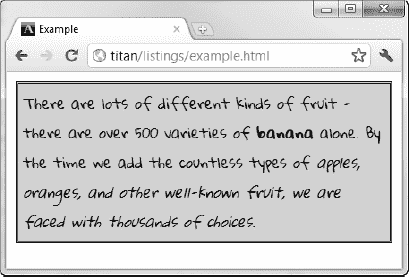 Example
titan/listings/example.html
There are lots of different kinds of fruit -
there are over 500 varieties of banana alone. By
the time we add the countless types of apples,
oranges, and other well-known fruit, we are
faced with thousands of choices.